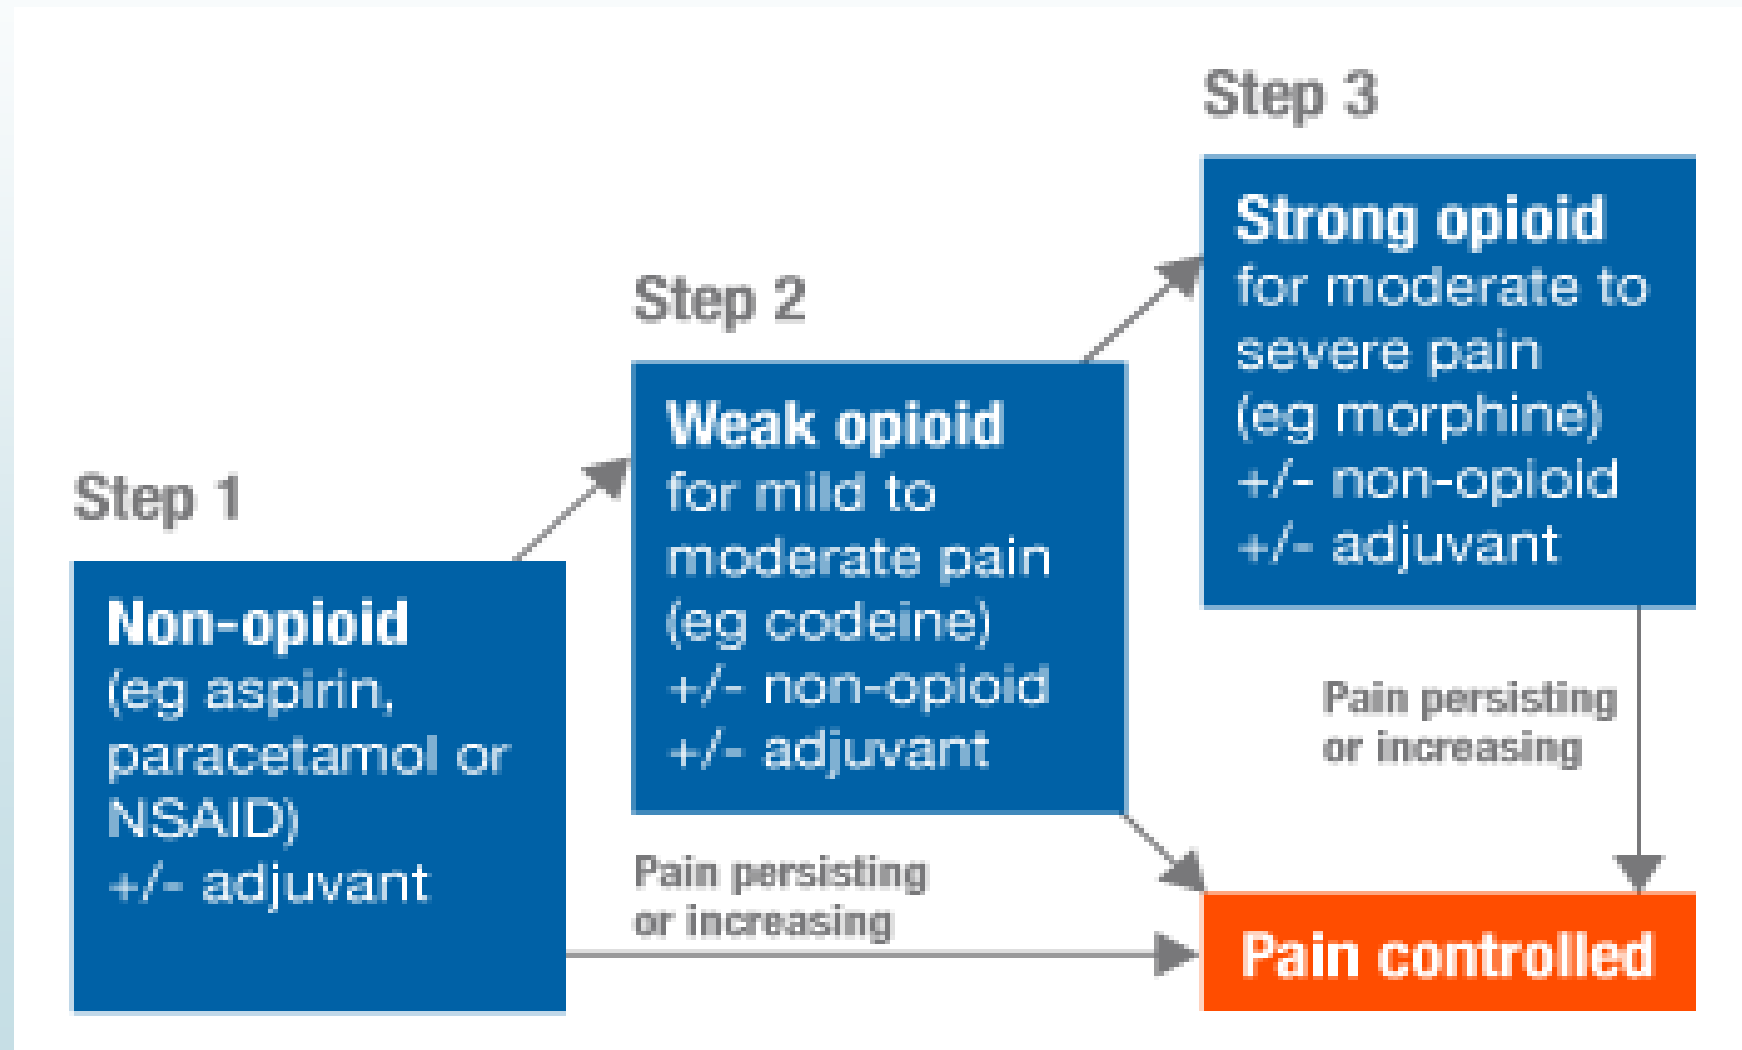 Step 1
Non-opioid
(eg aspirin,
paracetamol or
NSAID)
+/- adjuvant
Step 2
Weak opioid
for mild to
moderate pain
(eg codeine)
+/- non-opioid
+/- adjuvant
Step 3
Strong opioid
for moderate to
severe pain
(eg morphine)
+/- non-opioid
+/- adjuvant
Pain persisting
or increasing
Pain persisting
or increasing
Pain controlled